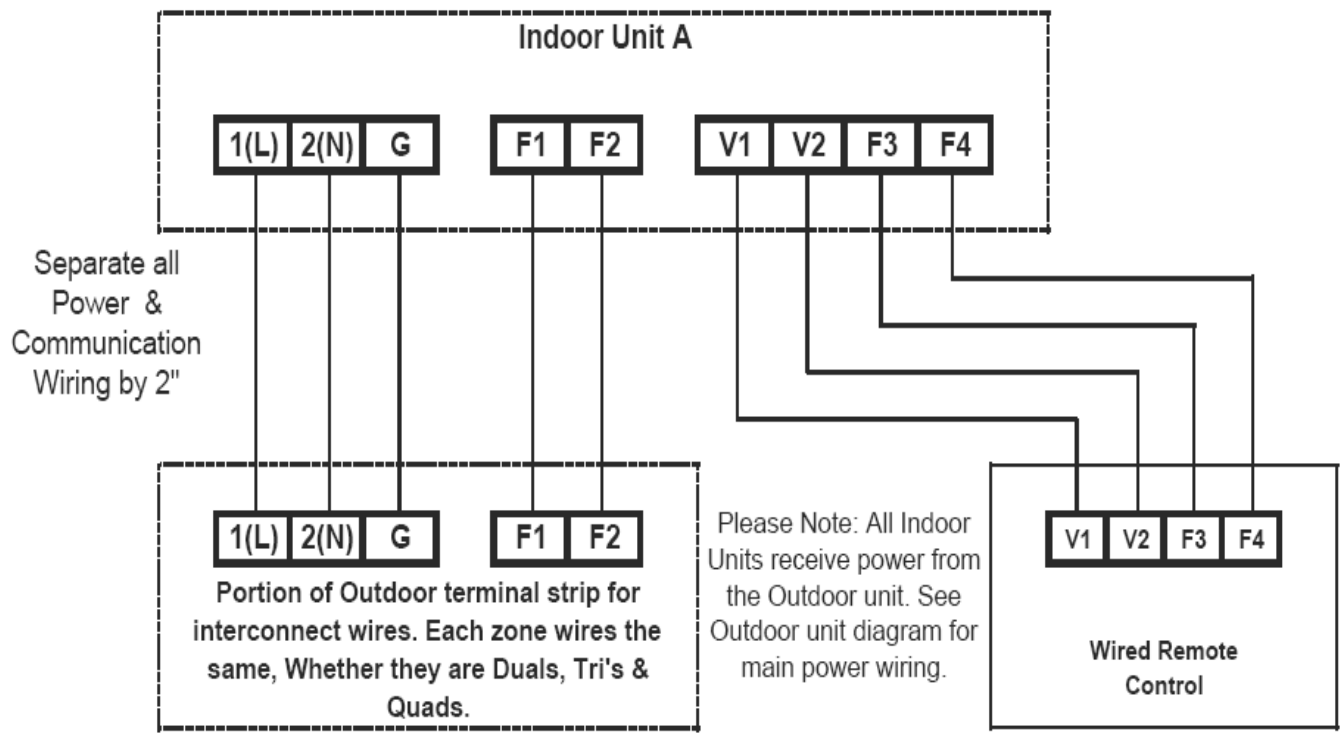 Indoor Unit A
1(L) 2(N) G F1 F2 V1 V2 F3 F4
Separate all
Power &
Communication
Wiring by 2"
1(L) 2(N) G F1 F2
Portion of Outdoor terminal strip for
interconnect wires. Each zone wires the
same, Whether they are Duals, Tri's &
Quads.
Please Note: All Indoor
Units receive power from
the Outdoor unit. See
Outdoor unit diagram for
main power wiring.
V1 V2 F3 F4
Wired Remote
Control